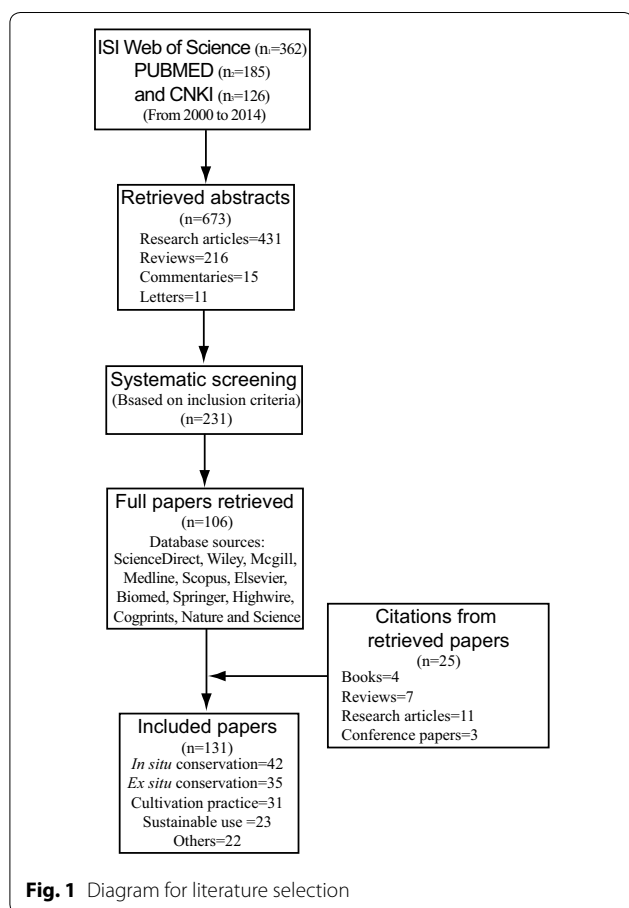 ISI Web of Science (n₁=362)
PUBMED (n₂=185)
and CNKI (n₃=126)
(From 2000 to 2014)
Retrieved abstracts
(n=673)
Research articles=431
Reviews=216
Commentaries=15
Letters=11
Systematic screening
(Bsased on inclusion criteria)
(n=231)
Full papers retrieved
(n=106)
Database sources:
ScienceDirect, Wiley, Mcgill,
Medline, Scopus, Elsevier,
Biomed, Springer, Highwire,
Cogprints, Nature and Science
Citations from
retrieved papers
(n=25)
Books=4
Reviews=7
Research articles=11
Conference papers=3
Included papers
(n=131)
In situ conservation=42
Ex situ conservation=35
Cultivation practice=31
Sustainable use =23
Others=22
Fig. 1 Diagram for literature selection